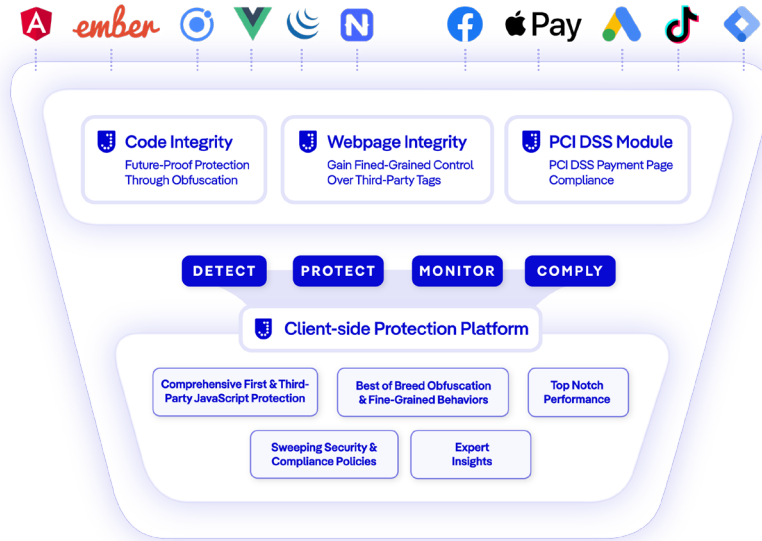 ember
N
Pay
Code Integrity
Future-Proof Protection
Through Obfuscation
Webpage Integrity
Gain Fined-Grained Control
Over Third-Party Tags
PCI DSS Module
PCI DSS Payment Page
Compliance
DETECT
PROTECT
MONITOR
COMPLY
Client-side Protection Platform
Comprehensive First & Third-
Party JavaScript Protection
Best of Breed Obfuscation
& Fine-Grained Behaviors
Top Notch
Performance
Sweeping Security &
Compliance Policies
Expert
Insights